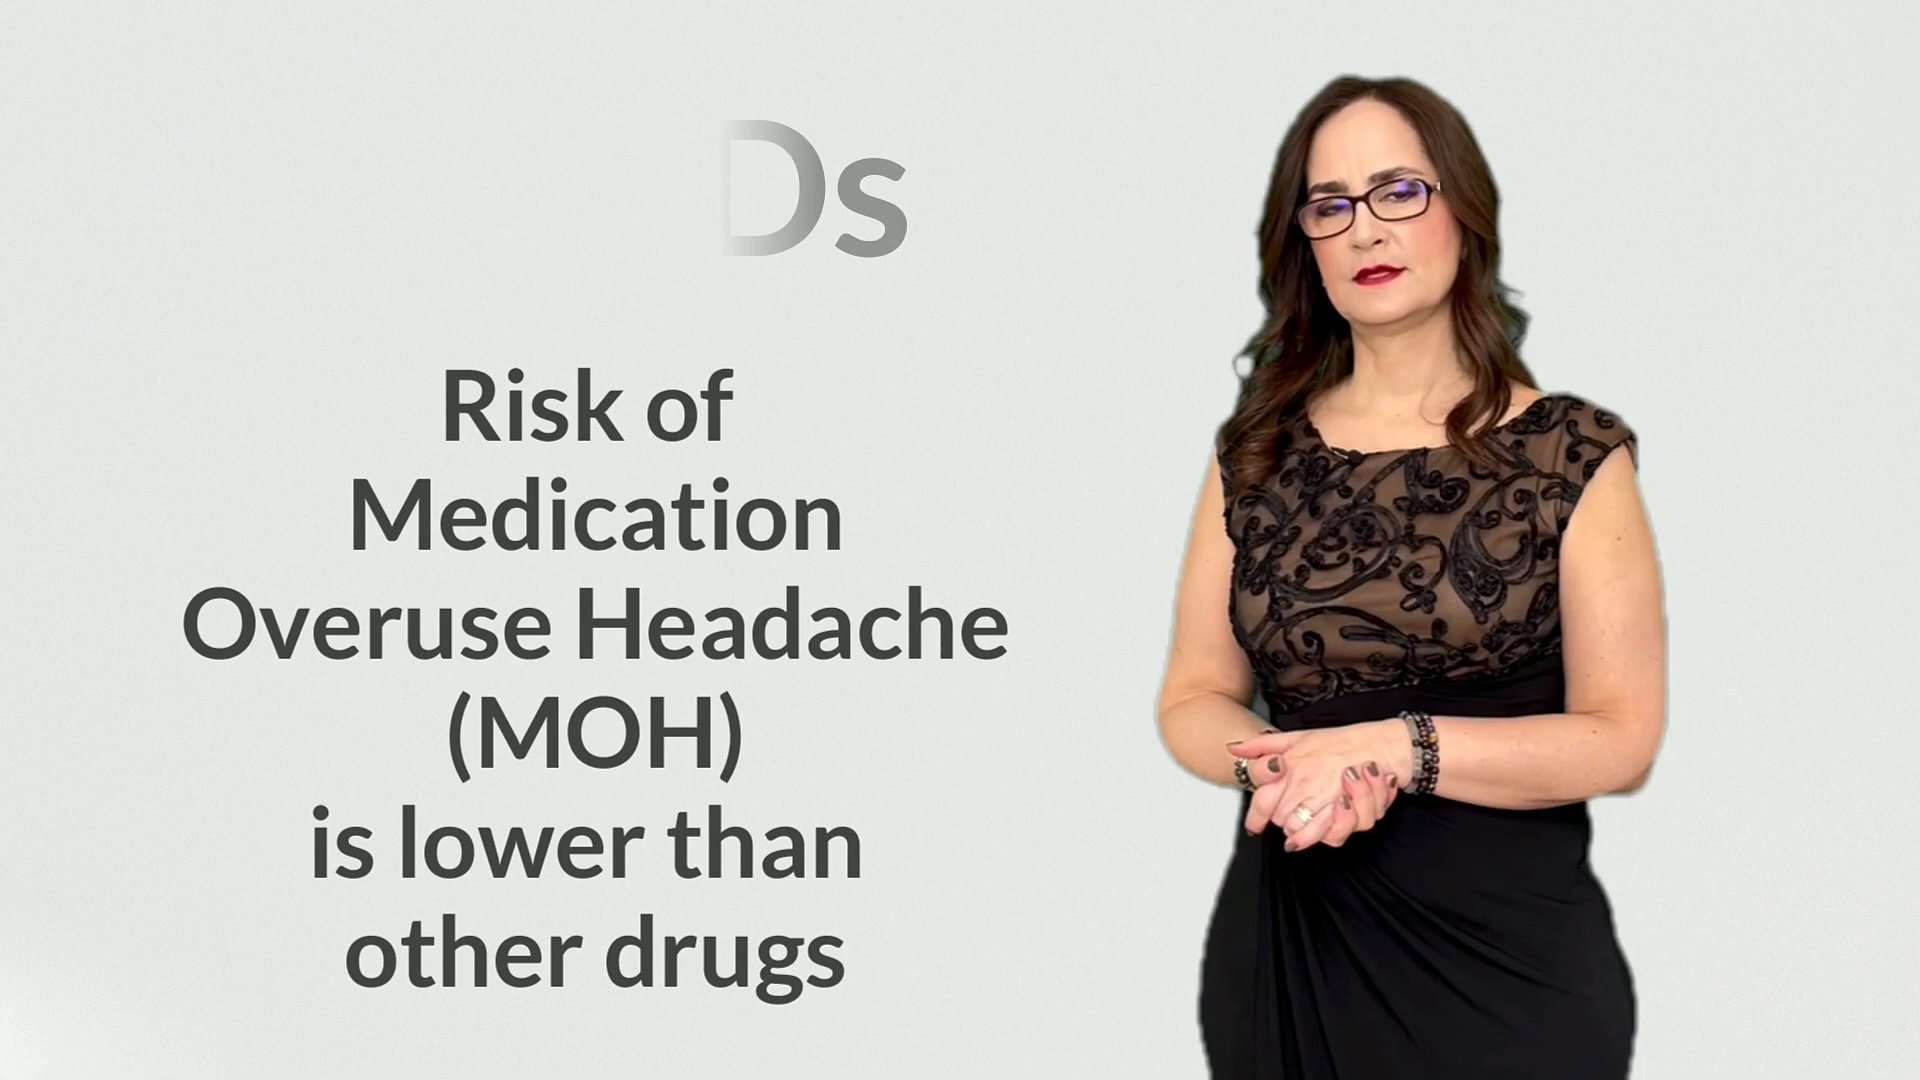 Ds
Risk of
Medication
Overuse Headache
(MOH)
is lower than
other drugs